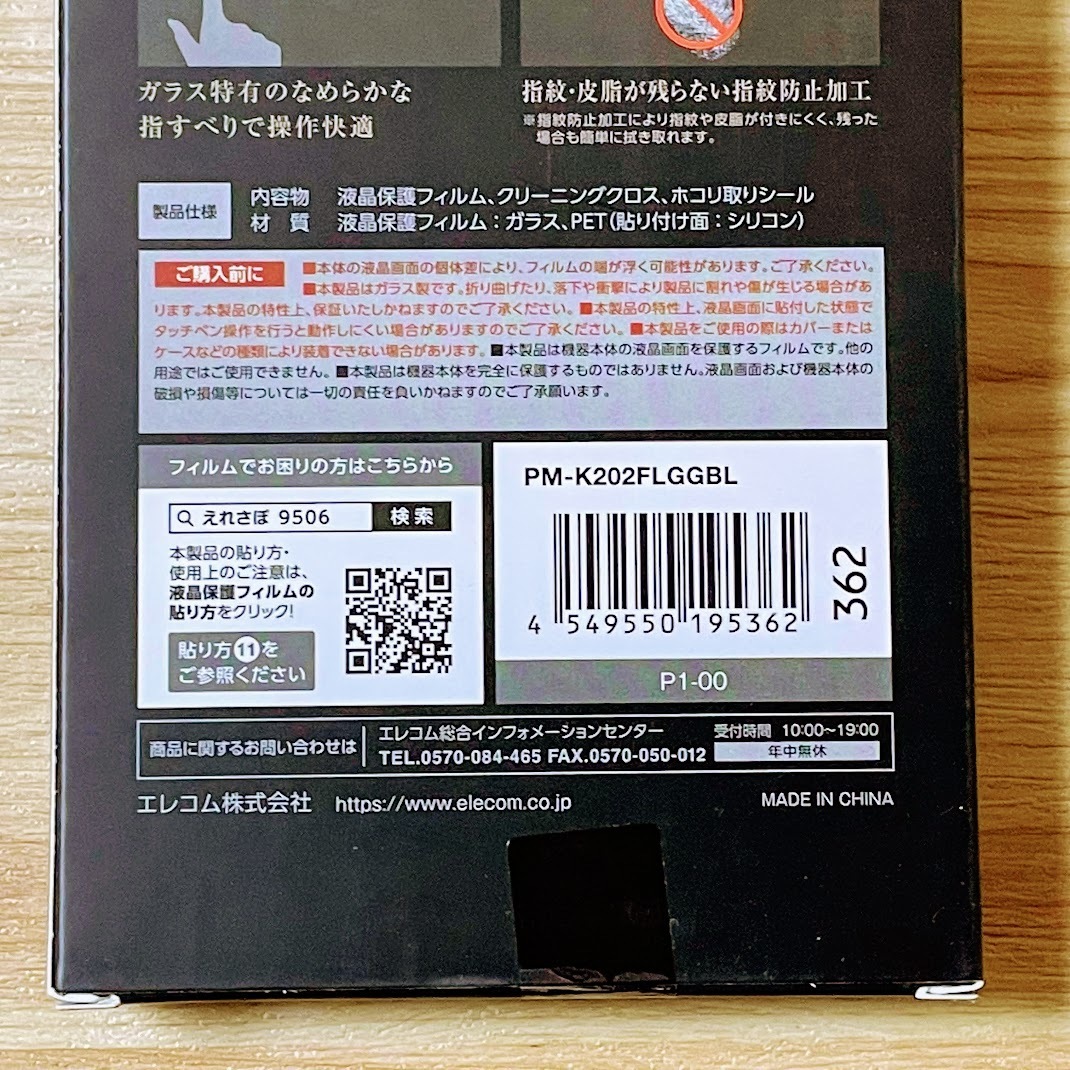 ガラス特有のなめらかな
指すべりで操作快適
指紋・皮脂が残らない指紋防止加工
※指紋防止加工により指紋や皮脂が付きにくく、残った
場合も簡単に拭き取れます。
製品仕様
内容物 液晶保護フィルム、クリーニングクロス、ホコリ取りシール
材 質 液晶保護フィルム：ガラス、PET（貼り付け面：シリコン）
ご購入前に ■本体の液晶画面の個体差により、フィルムの端が浮く可能性があります。ご了承ください。
■本製品はガラス製です。折り曲げたり、落下や衝撃により製品に割れや傷が生じる場合があ
ります。本製品の特性上、保証いたしかねますのでご了承ください。■本製品の特性上、液晶画面に貼付した状態で
タッチペン操作を行うと動作しにくい場合がありますのでご了承ください。■本製品をご使用の際はカバーまたは
ケースなどの種類により装着できない場合があります。■本製品は機器本体の液晶画面を保護するフィルムです。他の
用途ではご使用できません。■本製品は機器本体を完全に保護するものではありません。液晶画面および機器本体の
破損や損傷等については一切の責任を負いかねますのでご了承願います。
フィルムでお困りの方はこちらから
えれさぽ 9506 検索
本製品の貼り方・
使用上のご注意は、
液晶保護フィルムの
貼り方をクリック!
貼り方⑪を
ご参照ください
PM-K202FLGGBL
4 549550 195362
362
P1-00
商品に関するお問い合わせは
エレコム総合インフォメーションセンター
TEL.0570-084-465 FAX.0570-050-012
受付時間 10:00〜19:00
年中無休
エレコム株式会社 https://www.elecom.co.jp
MADE IN CHINA